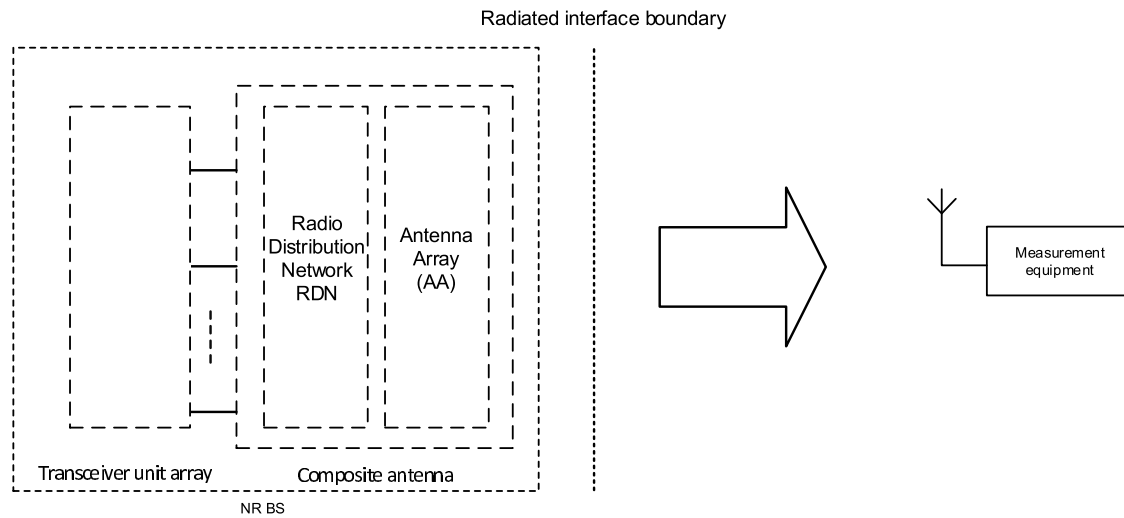 Radiated interface boundary
Radio
Distribution
Network
RDN
Antenna
Array
(AA)
Measurement
equipment
Transceiver unit array
Composite antenna
NR BS